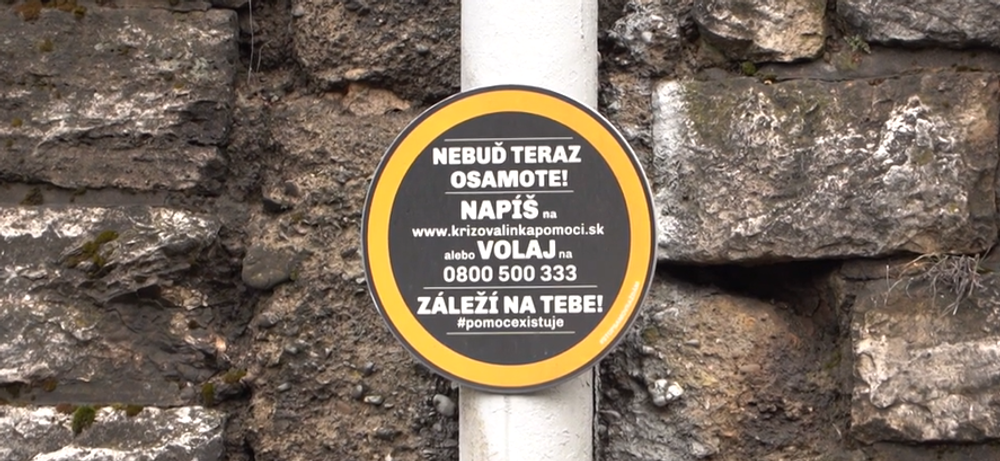 NEBUĎ TERAZ
OSAMOTE!
NAPÍŠ na
www.krizovalinkapomoci.sk
alebo VOLAJ na
0800 500 333
ZÁLEŽÍ NA TEBE!
#pomocexistuje